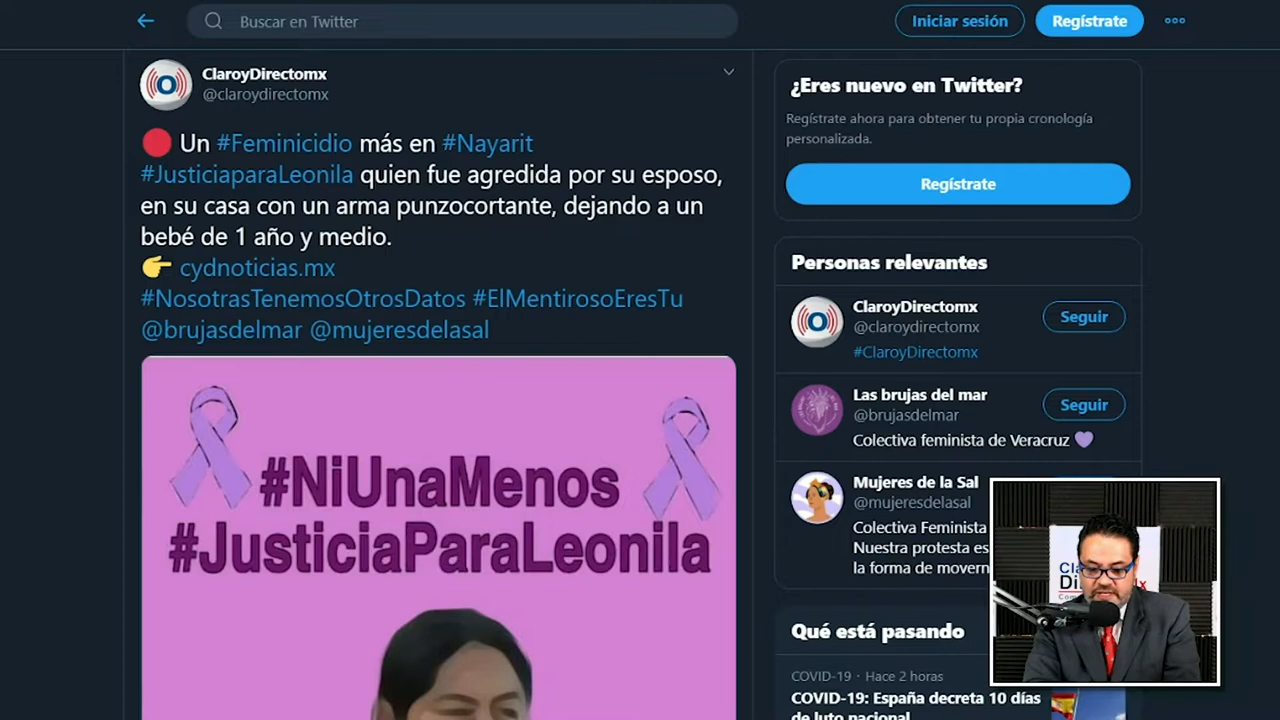 Buscar en Twitter
Iniciar sesión
Regístrate
ClaroyDirectomx
@claroydirectomx
Un #Feminicidio más en #Nayarit
#JusticiaparaLeonila quien fue agredida por su esposo,
en su casa con un arma punzocortante, dejando a un
bebé de 1 año y medio.
cydnoticias.mx
#NosotrasTenemosOtrosDatos #ElMentirosoEresTu
@brujasdelmar @mujeresdelasal
#NiUnaMenos
#JusticiaParaLeonila
¿Eres nuevo en Twitter?
Regístrate ahora para obtener tu propia cronología
personalizada.
Regístrate
Personas relevantes
ClaroyDirectomx
@claroydirectomx
Seguir
#ClaroyDirectomx
Las brujas del mar
@brujasdelmar
Seguir
Colectiva feminista de Veracruz
Mujeres de la Sal
@mujeresdelasal
Colectiva Feminista
Nuestra protesta es
la forma de movern
Qué está pasando
COVID-19 · Hace 2 horas
COVID-19: España decreta 10 días
de luto nacional